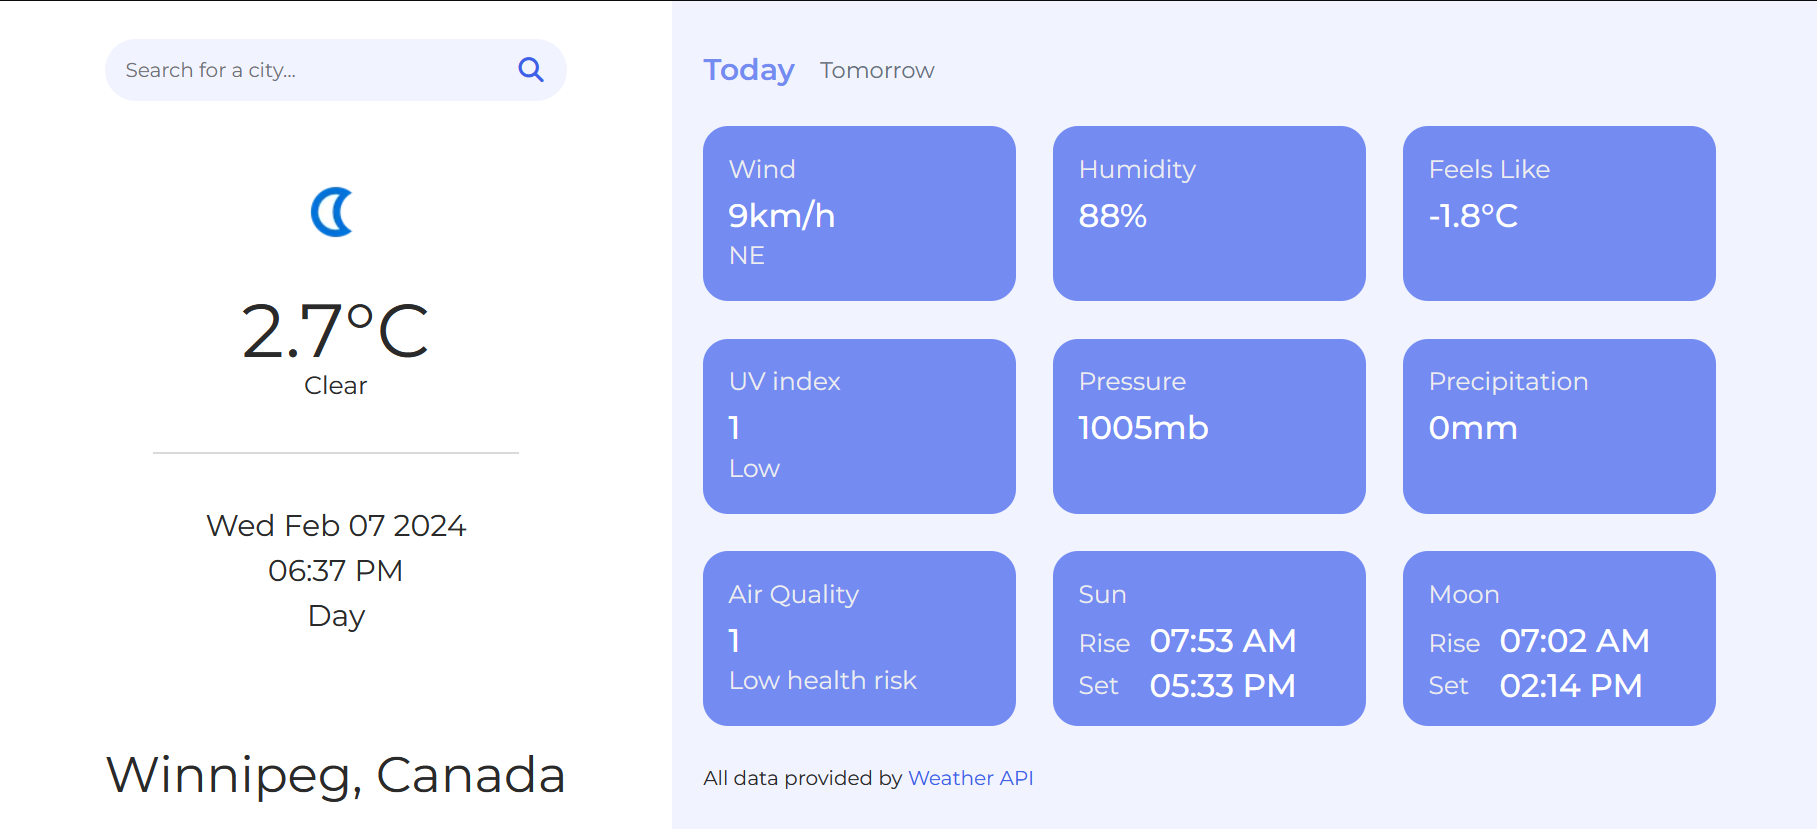 Search for a city...
2.7°C
Clear
Wed Feb 07 2024
06:37 PM
Day
Winnipeg, Canada
Today Tomorrow
Wind
9km/h
NE
Humidity
88%
Feels Like
-1.8°C
UV index
1
Low
Pressure
1005mb
Precipitation
0mm
Air Quality
1
Low health risk
Sun
Rise 07:53 AM
Set 05:33 PM
Moon
Rise 07:02 AM
Set 02:14 PM
All data provided by Weather API